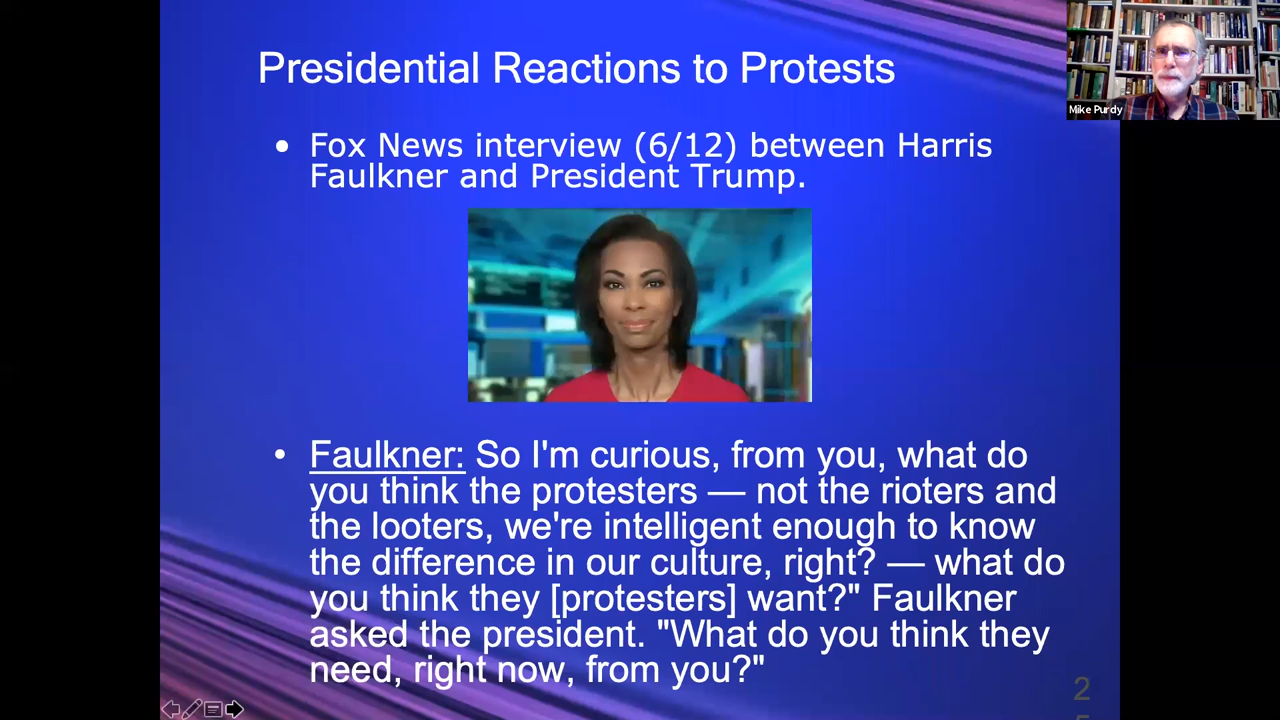 Presidential Reactions to Protests
Mike Purdy
• Fox News interview (6/12) between Harris
Faulkner and President Trump.
• Faulkner: So I'm curious, from you, what do
you think the protesters — not the rioters and
the looters, we're intelligent enough to know
the difference in our culture, right? — what do
you think they [protesters] want?" Faulkner
asked the president. "What do you think they
need, right now, from you?"
2